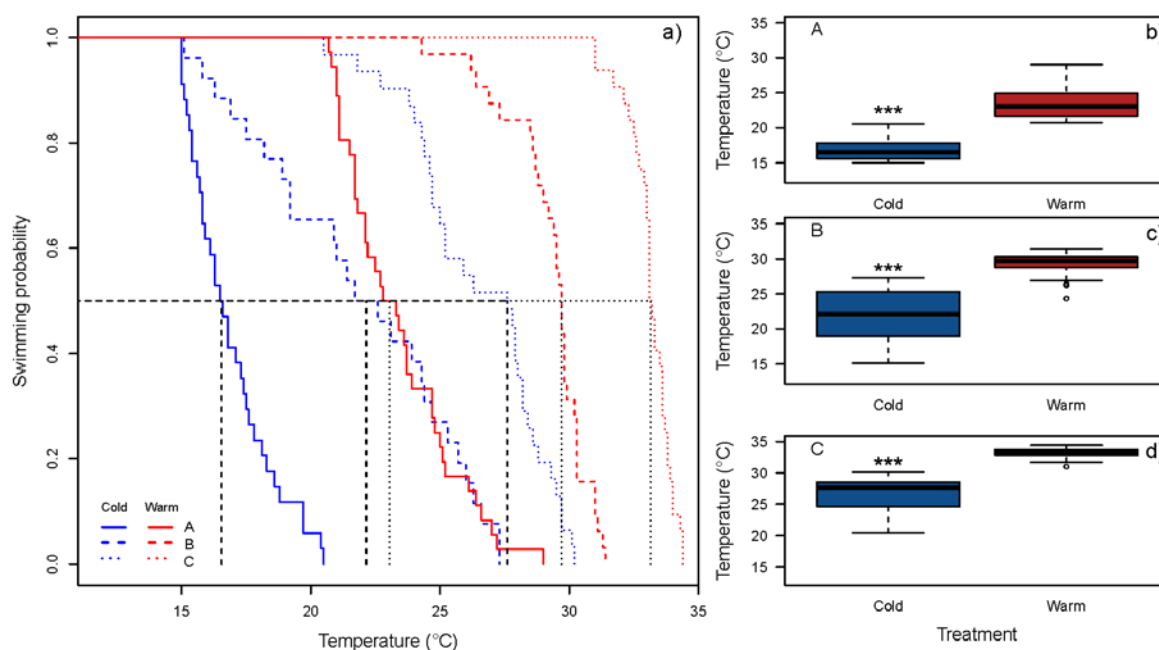 a)
Swimming probability
1.0
0.8
0.6
0.4
0.2
0.0
15 20 25 30 35
Temperature (°C)
Cold Warm
A
B
C
A b)
Temperature (°C)
35
30
25
20
15
***
Cold Warm
B c)
Temperature (°C)
35
30
25
20
15
***
Cold Warm
C d)
Temperature (°C)
35
30
25
20
15
***
Cold Warm
Treatment